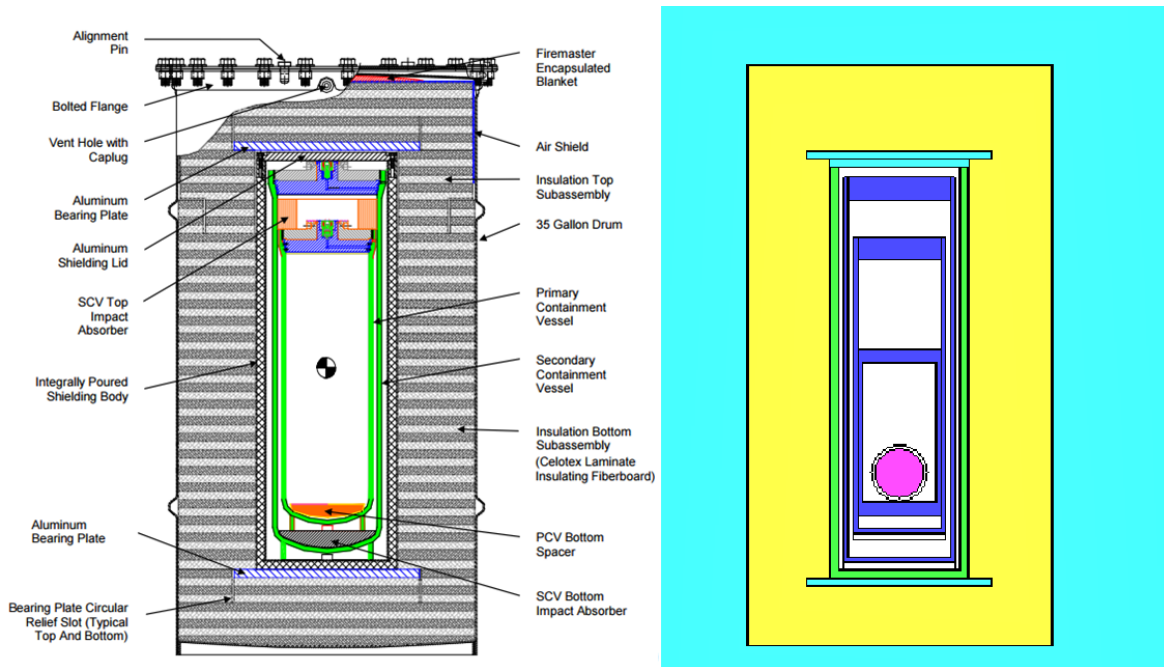 Alignment
Pin
Bolted Flange
Vent Hole with
Caplug
Aluminum
Bearing Plate
Aluminum
Shielding Lid
SCV Top
Impact
Absorber
Integrally Poured
Shielding Body
Aluminum
Bearing Plate
Bearing Plate Circular
Relief Slot (Typical
Top And Bottom)
Firemaster
Encapsulated
Blanket
Air Shield
Insulation Top
Subassembly
35 Gallon Drum
Primary
Containment
Vessel
Secondary
Containment
Vessel
Insulation Bottom
Subassembly
(Celotex Laminate
Insulating Fiberboard)
PCV Bottom
Spacer
SCV Bottom
Impact Absorber